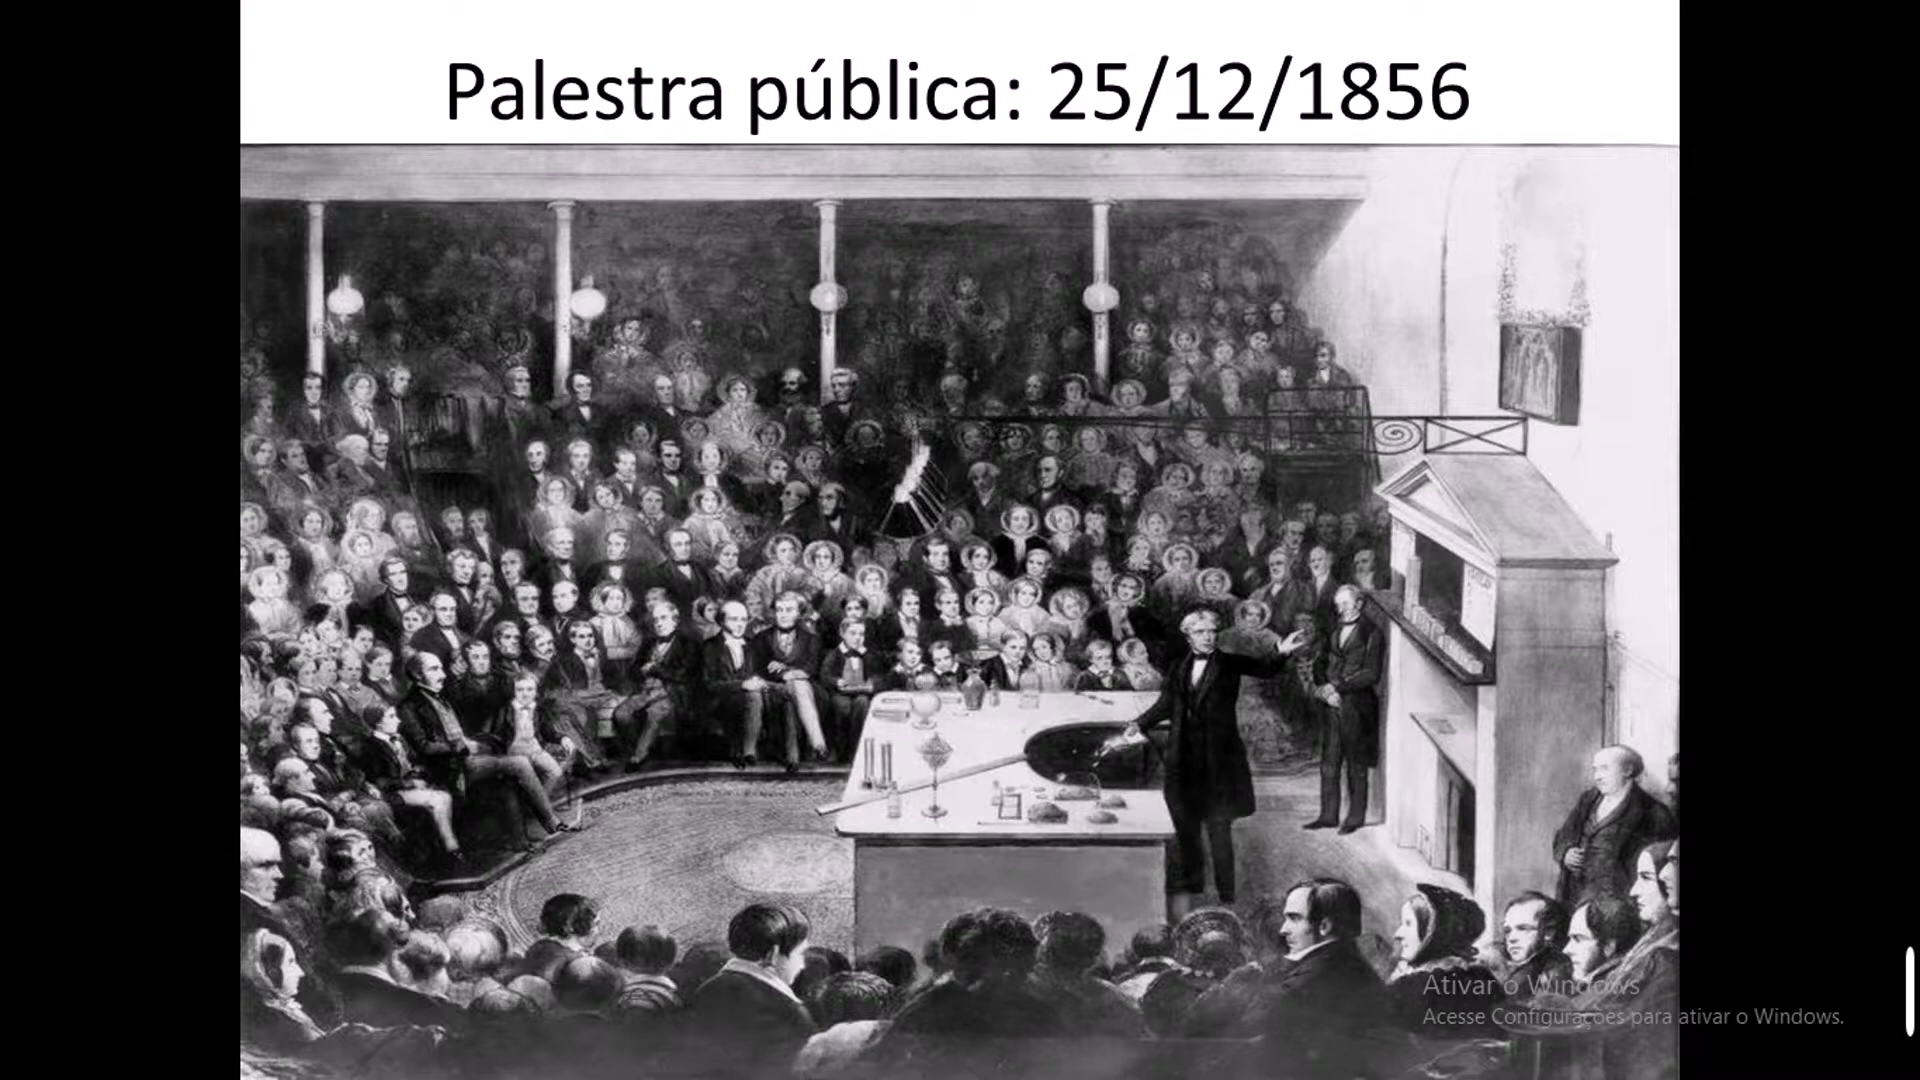 Palestra pública: 25/12/1856
Ativar o Windows
Acesse Configurações para ativar o Windows.